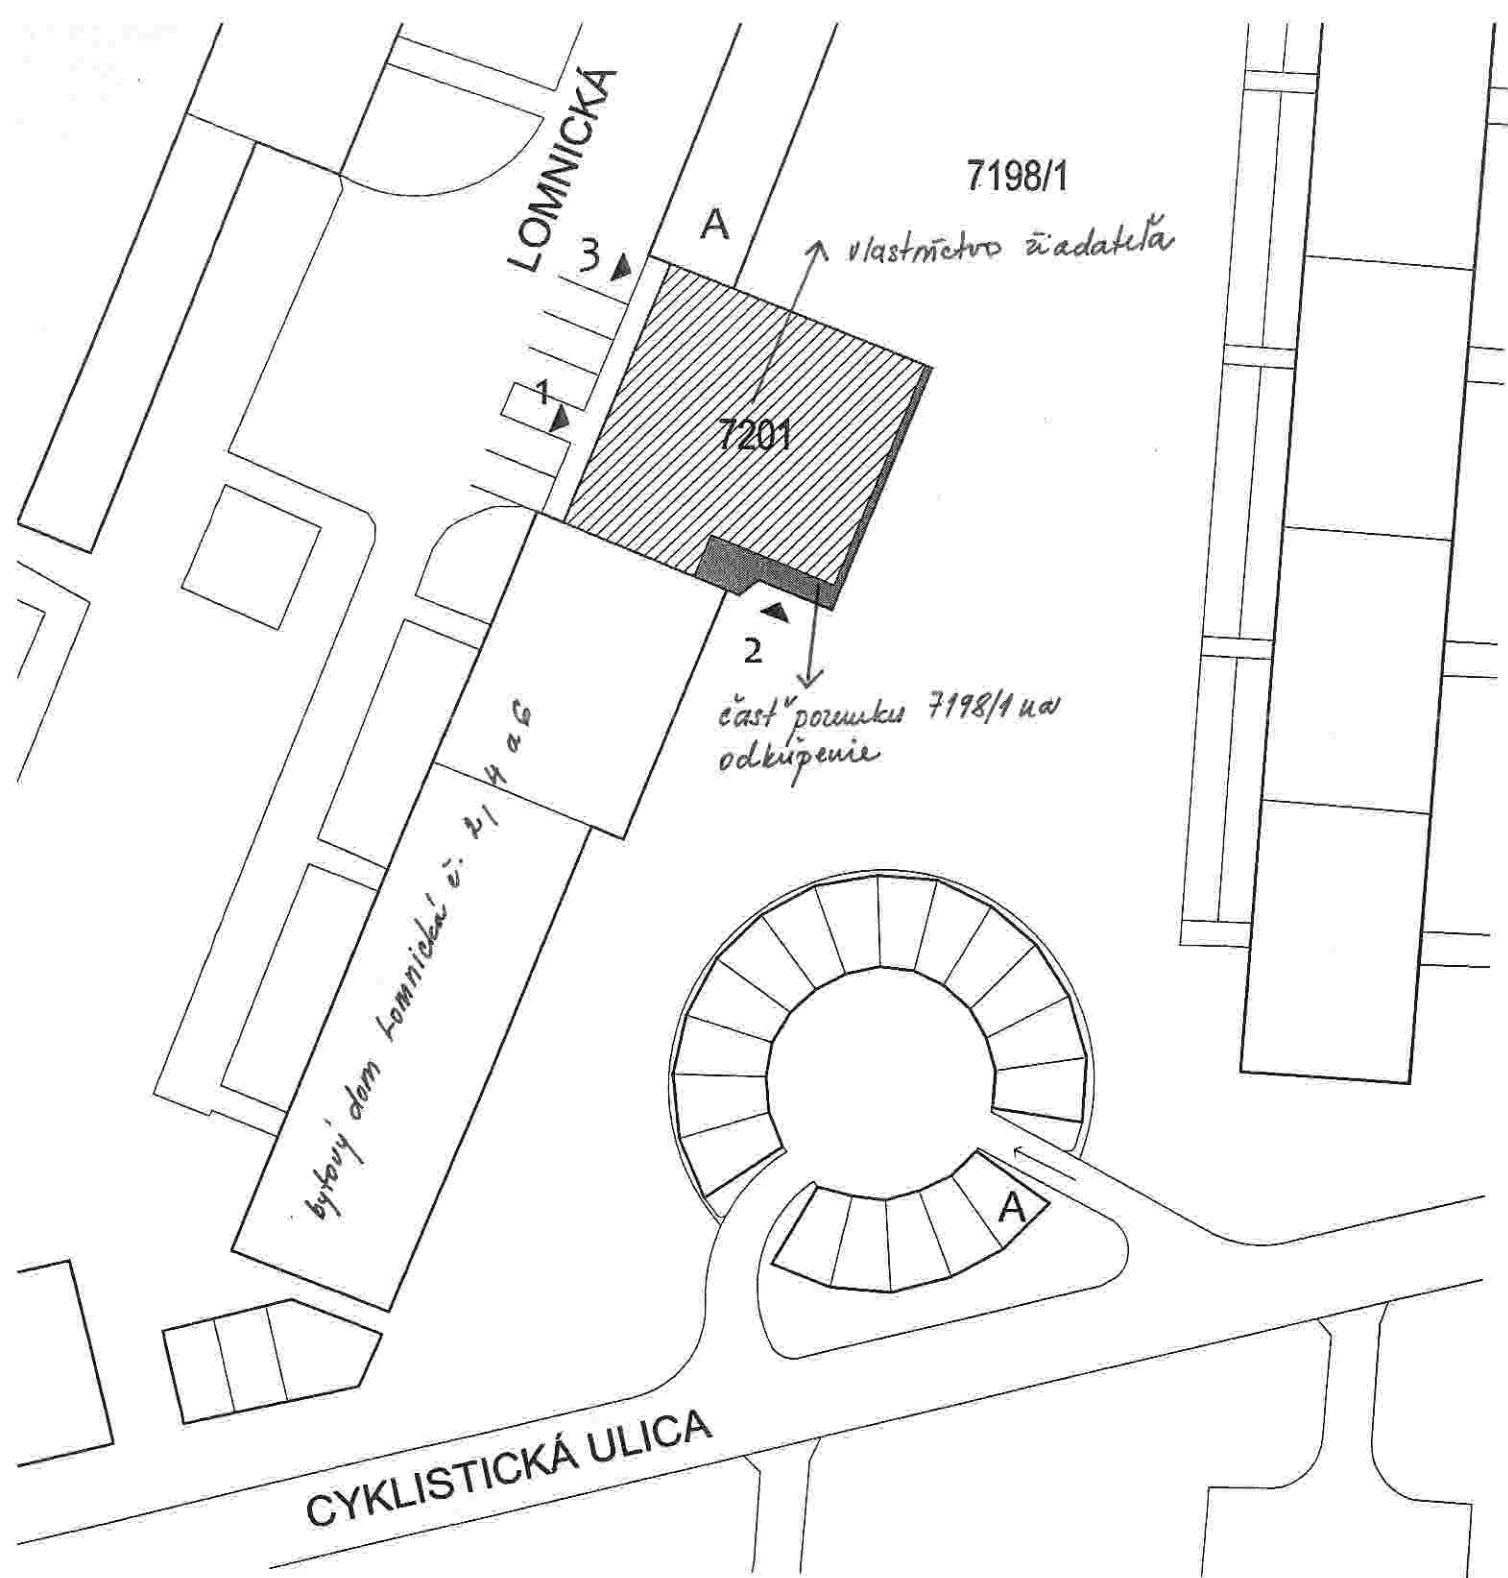 LOMNICKÁ
7198/1
A
vlastníctvo žiadateľa
3
1
7201
2
časť pozemku 7198/1 na
odkúpenie
bytový dom Lomnická č. 2, 4 a 6
A
CYKLISTICKÁ ULICA